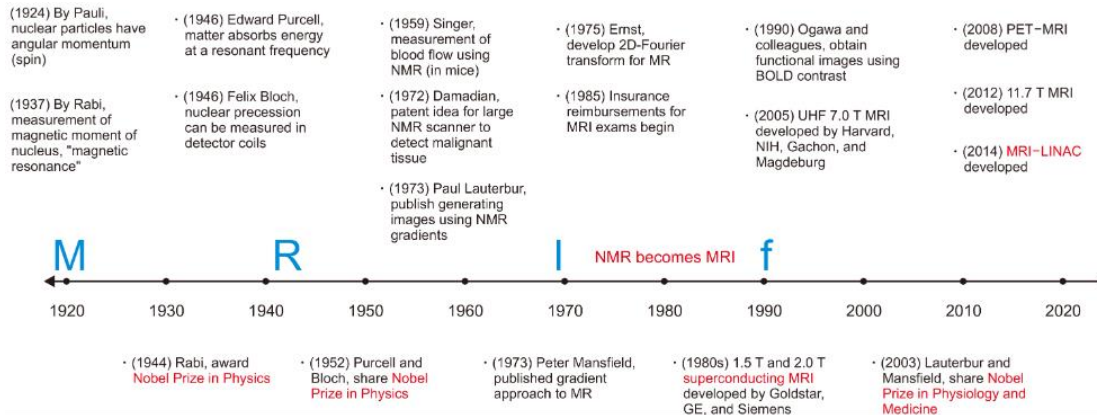 (1924) By Pauli,
nuclear particles have
angular momentum
(spin)
(1937) By Rabi,
measurement of
magnetic moment of
nucleus, "magnetic
resonance"
· (1946) Edward Purcell,
matter absorbs energy
at a resonant frequency
· (1946) Felix Bloch,
nuclear precession
can be measured in
detector coils
· (1959) Singer,
measurement of
blood flow using
NMR (in mice)
· (1972) Damadian,
patent idea for large
NMR scanner to
detect malignant
tissue
· (1973) Paul Lauterbur,
publish generating
images using NMR
gradients
· (1975) Ernst,
develop 2D-Fourier
transform for MR
· (1985) Insurance
reimbursements for
MRI exams begin
· (1990) Ogawa and
colleagues, obtain
functional images using
BOLD contrast
· (2005) UHF 7.0 T MRI
developed by Harvard,
NIH, Gachon, and
Magdeburg
· (2008) PET-MRI
developed
· (2012) 11.7 T MRI
developed
· (2014) MRI-LINAC
developed
M R I NMR becomes MRI f
1920 1930 1940 1950 1960 1970 1980 1990 2000 2010 2020
· (1944) Rabi, award
Nobel Prize in Physics
· (1952) Purcell and
Bloch, share Nobel
Prize in Physics
· (1973) Peter Mansfield,
published gradient
approach to MR
· (1980s) 1.5 T and 2.0 T
superconducting MRI
developed by Goldstar,
GE, and Siemens
· (2003) Lauterbur and
Mansfield, share Nobel
Prize in Physiology and
Medicine